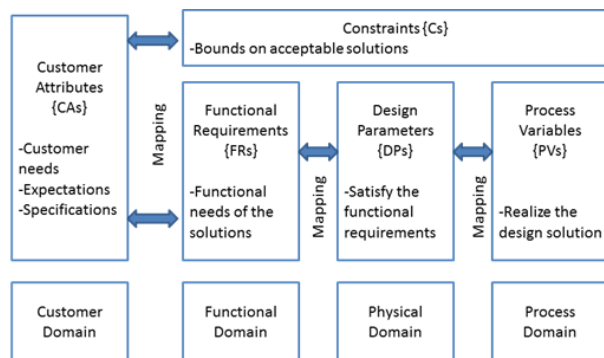 Constraints {Cs}
-Bounds on acceptable solutions
Customer
Attributes
{CAs}
-Customer
needs
-Expectations
-Specifications
Mapping
Functional
Requirements
{FRs}
-Functional
needs of the
solutions
Mapping
Design
Parameters
{DPs}
-Satisfy the
functional
requirements
Mapping
Process
Variables
{PVs}
-Realize the
design solution
Customer
Domain
Functional
Domain
Physical
Domain
Process
Domain